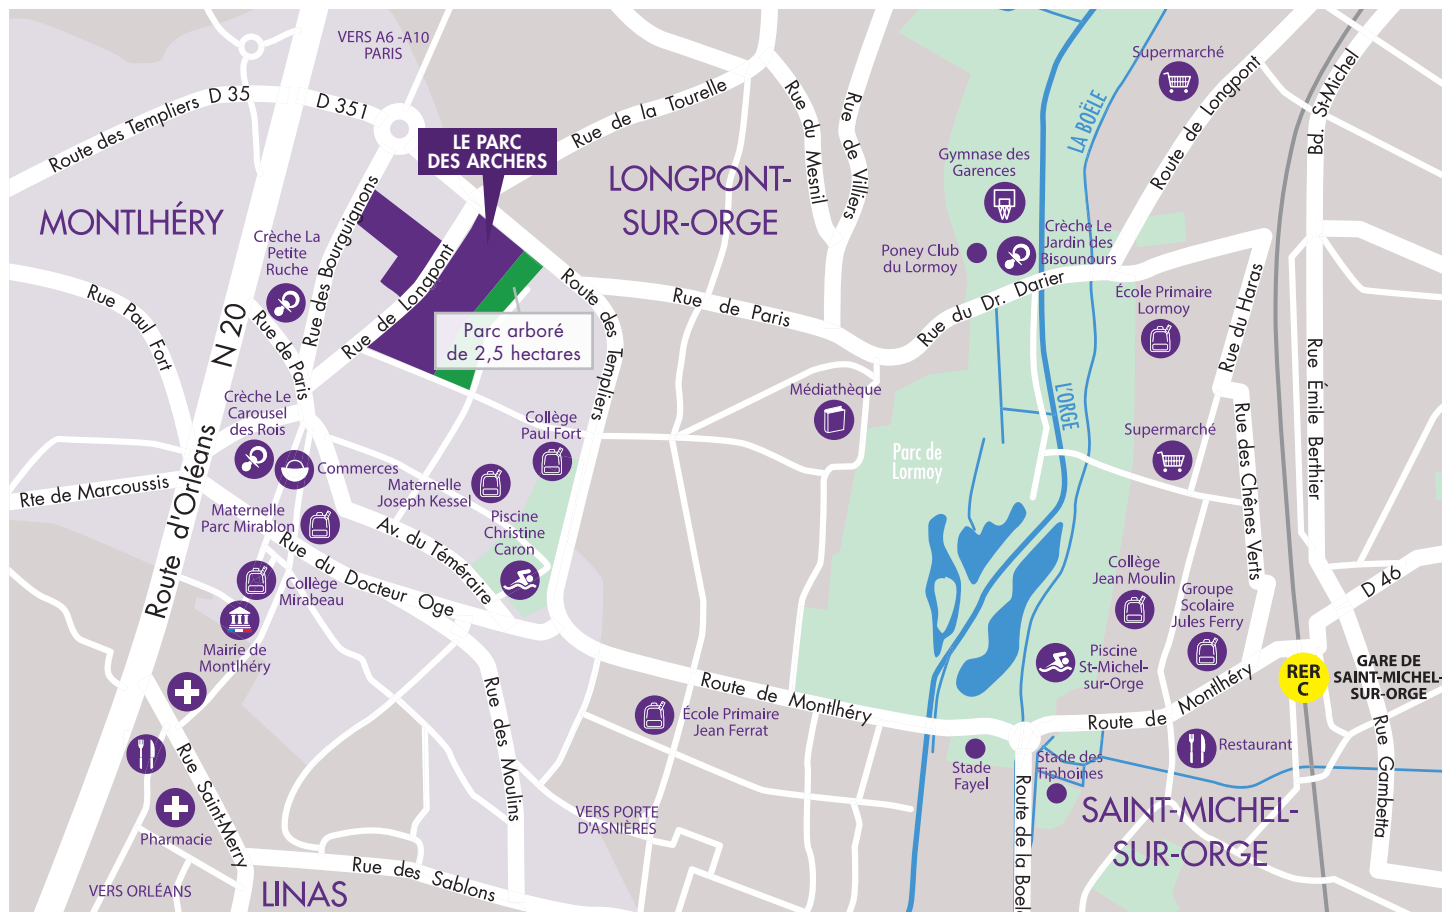 VERS A6 -A10
PARIS
Supermarché
Route des Templiers D 35
D 351
Rue de la Tourelle
Rue du Mesnil
Rue de Villiers
LA BOËLE
Route de Longpont
Bd. St-Michel
LE PARC
DES ARCHERS
LONGPONT-
SUR-ORGE
Gymnase des
Garences
MONTLHÉRY
Crèche La
Petite
Ruche
Rue des Bourguignons
Rue de Longpont
Poney Club
du Lormoy
Crèche Le
Jardin des
Bisounours
Rue Paul Fort
N 20
Rue de Paris
Parc arboré
de 2,5 hectares
Route des Templiers
Rue de Paris
Rue du Dr. Darier
École Primaire
Lormoy
Rue du Haras
Rue Émile Berthier
Crèche Le
Carousel
des Rois
Collège
Paul Fort
Médiathèque
L'ORGE
Supermarché
Rue des Chênes Verts
Parc de
Lormoy
Commerces
Maternelle
Joseph Kessel
Rte de Marcoussis
Route d'Orléans
Maternelle
Parc Mirablon
Av. du Téméraire
Piscine
Christine
Caron
Rue du Docteur Oge
Collège
Mirabeau
Collège
Jean Moulin
Groupe
Scolaire
Jules Ferry
D 46
Mairie de
Montlhéry
Piscine
St-Michel-
sur-Orge
RER
C
GARE DE
SAINT-MICHEL-
SUR-ORGE
Rue des Moulins
École Primaire
Jean Ferrat
Route de Montlhéry
Route de Montlhéry
Rue Gambetta
Restaurant
Rue Saint-Merry
Stade
Fayel
Stade des
Tiphoines
Route de la Boele
Pharmacie
VERS PORTE
D'ASNIÈRES
SAINT-MICHEL-
SUR-ORGE
VERS ORLÉANS
LINAS
Rue des Sablons